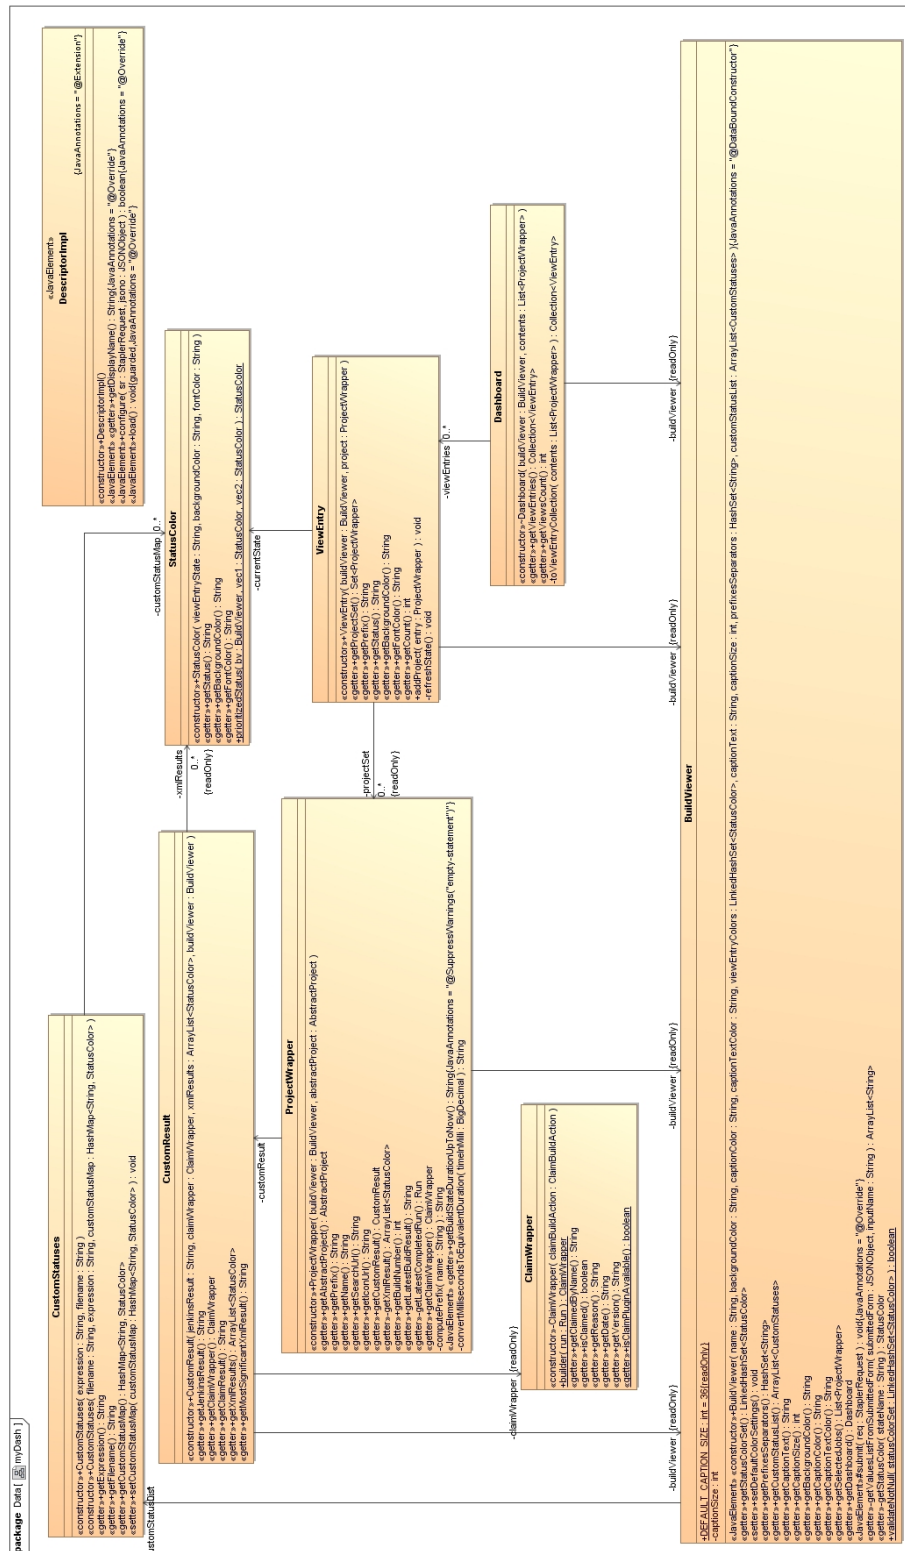 package Data [ myDash ]
CustomStatuses
«constructor»+CustomStatuses( expression : String, filename : String )
«constructor»+CustomStatuses( filename : String, expression : String, customStatusMap : HashMap<String, StatusColor> )
«getter»+getExpression() : String
«getter»+getFilename() : String
«getter»+getCustomStatusMap() : HashMap<String, StatusColor>
«setter»+setCustomStatusMap( customStatusMap : HashMap<String, StatusColor> ) : void
-customStatusMap 0..*
«JavaElement»
DescriptorImpl
{JavaAnnotations = "@Extension"}
«constructor»+DescriptorImpl()
«JavaElement» «getter»+getDisplayName() : String{JavaAnnotations = "@Override"}
«JavaElement»+configure( sr : StaplerRequest, jsono : JSONObject ) : boolean{JavaAnnotations = "@Override"}
«JavaElement»+load() : void{guarded,JavaAnnotations = "@Override"}
CustomResult
«constructor»+CustomResult( jenkinsResult : String, claimWrapper : ClaimWrapper, xmlResults : ArrayList<StatusColor>, buildViewer : BuildViewer )
«getter»+getJenkinsResult() : String
«getter»+getClaimWrapper() : ClaimWrapper
«getter»+getClaimResult() : String
«getter»+getXmlResults() : ArrayList<StatusColor>
«getter»+getMostSignificantXmlResult() : String
-xmlResults
0..*
{readOnly}
StatusColor
«constructor»+StatusColor( viewEntryState : String, backgroundColor : String, fontColor : String )
«getter»+getStatus() : String
«getter»+getBackgroundColor() : String
«getter»+getFontColor() : String
+prioritizedStatus( bv : BuildViewer, vec1 : StatusColor, vec2 : StatusColor ) : StatusColor
-customResult
-currentState
ProjectWrapper
«constructor»+ProjectWrapper( buildViewer : BuildViewer, abstractProject : AbstractProject )
«getter»+getAbstractProject() : AbstractProject
«getter»+getPrefix() : String
«getter»+getName() : String
«getter»+getSearchUrl() : String
«getter»+getIconUrl() : String
«getter»+getCustomResult() : CustomResult
«getter»+getXmlResult() : ArrayList<StatusColor>
«getter»+getBuildNumber() : int
«getter»+getLatestBuildResult() : String
«getter»+getLatestCompletedRun() : Run
«getter»+getClaimWrapper() : ClaimWrapper
-computePrefix( name : String ) : String
«JavaElement» «getter»+getBuildStateDurationUpToNow() : String{JavaAnnotations = "@SuppressWarnings("empty-statement")"}
-convertMilisecondsToEquivalentDuration( timeInMili : BigDecimal ) : String
-projectSet
0..*
{readOnly}
ViewEntry
«constructor»+ViewEntry( buildViewer : BuildViewer, project : ProjectWrapper )
«getter»+getProjectSet() : Set<ProjectWrapper>
«getter»+getPrefix() : String
«getter»+getStatus() : String
«getter»+getBackgroundColor() : String
«getter»+getFontColor() : String
«getter»+getCount() : int
+addProject( entry : ProjectWrapper ) : void
-refreshState() : void
-viewEntries 0..*
Dashboard
«constructor»~Dashboard( buildViewer : BuildViewer, contents : List<ProjectWrapper> )
«getter»+getViewEntries() : Collection<ViewEntry>
«getter»+getViewsCount() : int
-toViewEntryCollection( contents : List<ProjectWrapper> ) : Collection<ViewEntry>
-claimWrapper {readOnly}
ClaimWrapper
«constructor»-ClaimWrapper( claimBuildAction : ClaimBuildAction )
+builder( run : Run ) : ClaimWrapper
«getter»+getClaimedByName() : String
«getter»+isClaimed() : boolean
«getter»+getReason() : String
«getter»+getDate() : String
«getter»+getVersion() : String
«getter»+isClaimPluginAvailable() : boolean
customStatusList
-buildViewer {readOnly}
-buildViewer {readOnly}
-buildViewer {readOnly}
-buildViewer {readOnly}
BuildViewer
+DEFAULT_CAPTION_SIZE : int = 36{readOnly}
-captionSize : int
«JavaElement» «constructor»+BuildViewer( name : String, backgroundColor : String, captionColor : String, captionTextColor : String, viewEntryColors : LinkedHashSet<StatusColor>, captionText : String, captionSize : int, prefixesSeparators : HashSet<String>, customStatusList : ArrayList<CustomStatuses> ){JavaAnnotations = "@DataBoundConstructor"}
«getter»+getStatusColorSet() : LinkedHashSet<StatusColor>
«setter»+setDefaultColorSettings() : void
«getter»+getPrefixesSeparators() : HashSet<String>
«getter»+getCustomStatusList() : ArrayList<CustomStatuses>
«getter»+getCaptionText() : String
«getter»+getCaptionSize() : int
«getter»+getBackgroundColor() : String
«getter»+getCaptionColor() : String
«getter»+getCaptionTextColor() : String
«getter»+getSelectedJobs() : List<ProjectWrapper>
«getter»+getDashboard() : Dashboard
«JavaElement»#submit( req : StaplerRequest ) : void{JavaAnnotations = "@Override"}
«getter»-getValuesListFromSubmittedForm( submittedForm : JSONObject, inputName : String ) : ArrayList<String>
«getter»~getStatusColor( stateName : String ) : StatusColor
+validateNotNull( statusColorSet : LinkedHashSet<StatusColor> ) : boolean